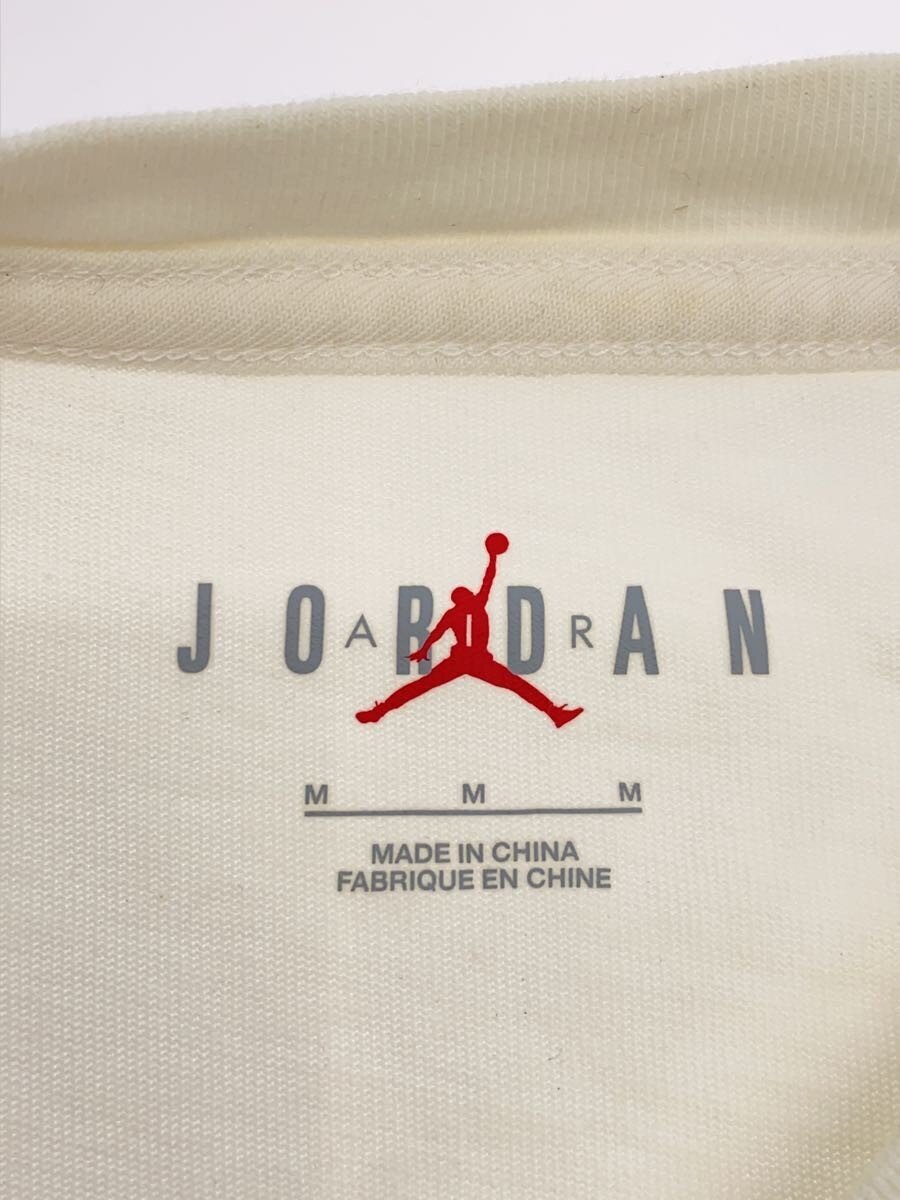 JORDAN
AIR
M M M
MADE IN CHINA
FABRIQUE EN CHINE